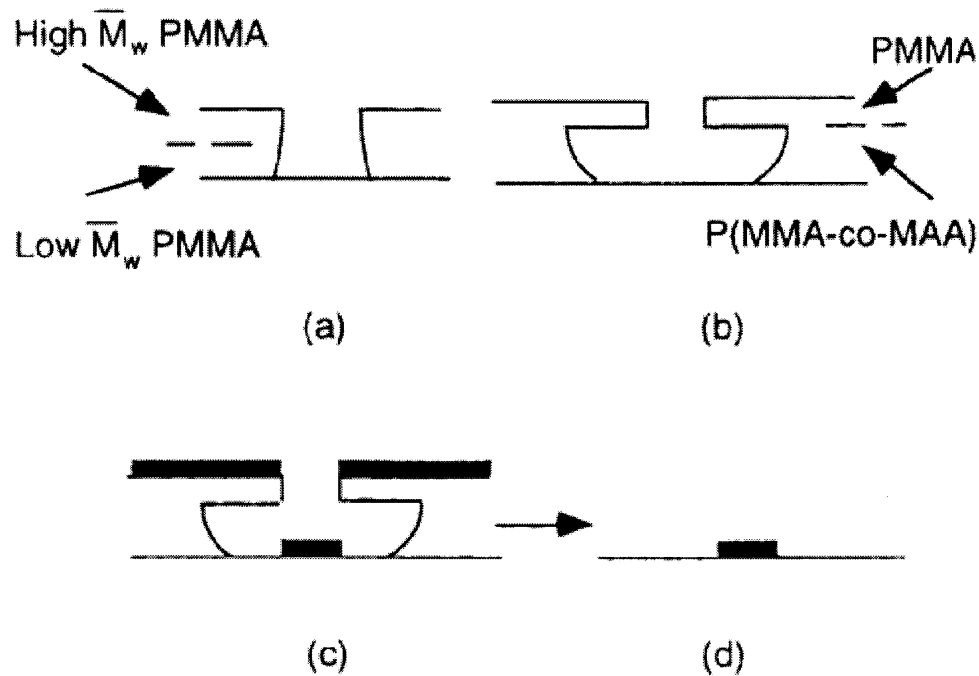 High M̅w PMMA
PMMA
Low M̅w PMMA
P(MMA-co-MAA)
(a)
(b)
(c)
(d)